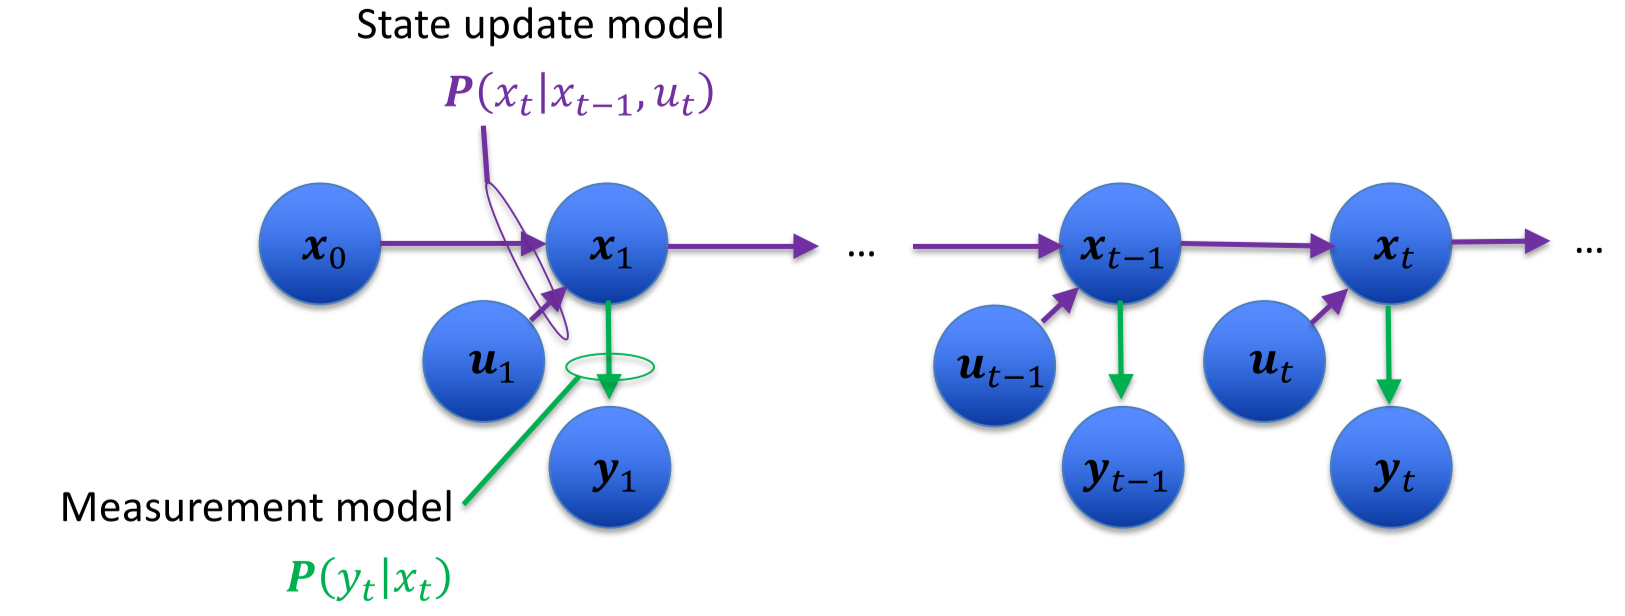 State update model
P(xₜ|xₜ₋₁, uₜ)
x₀
x₁
...
xₜ₋₁
xₜ
...
u₁
uₜ₋₁
uₜ
y₁
yₜ₋₁
yₜ
Measurement model
P(yₜ|xₜ)